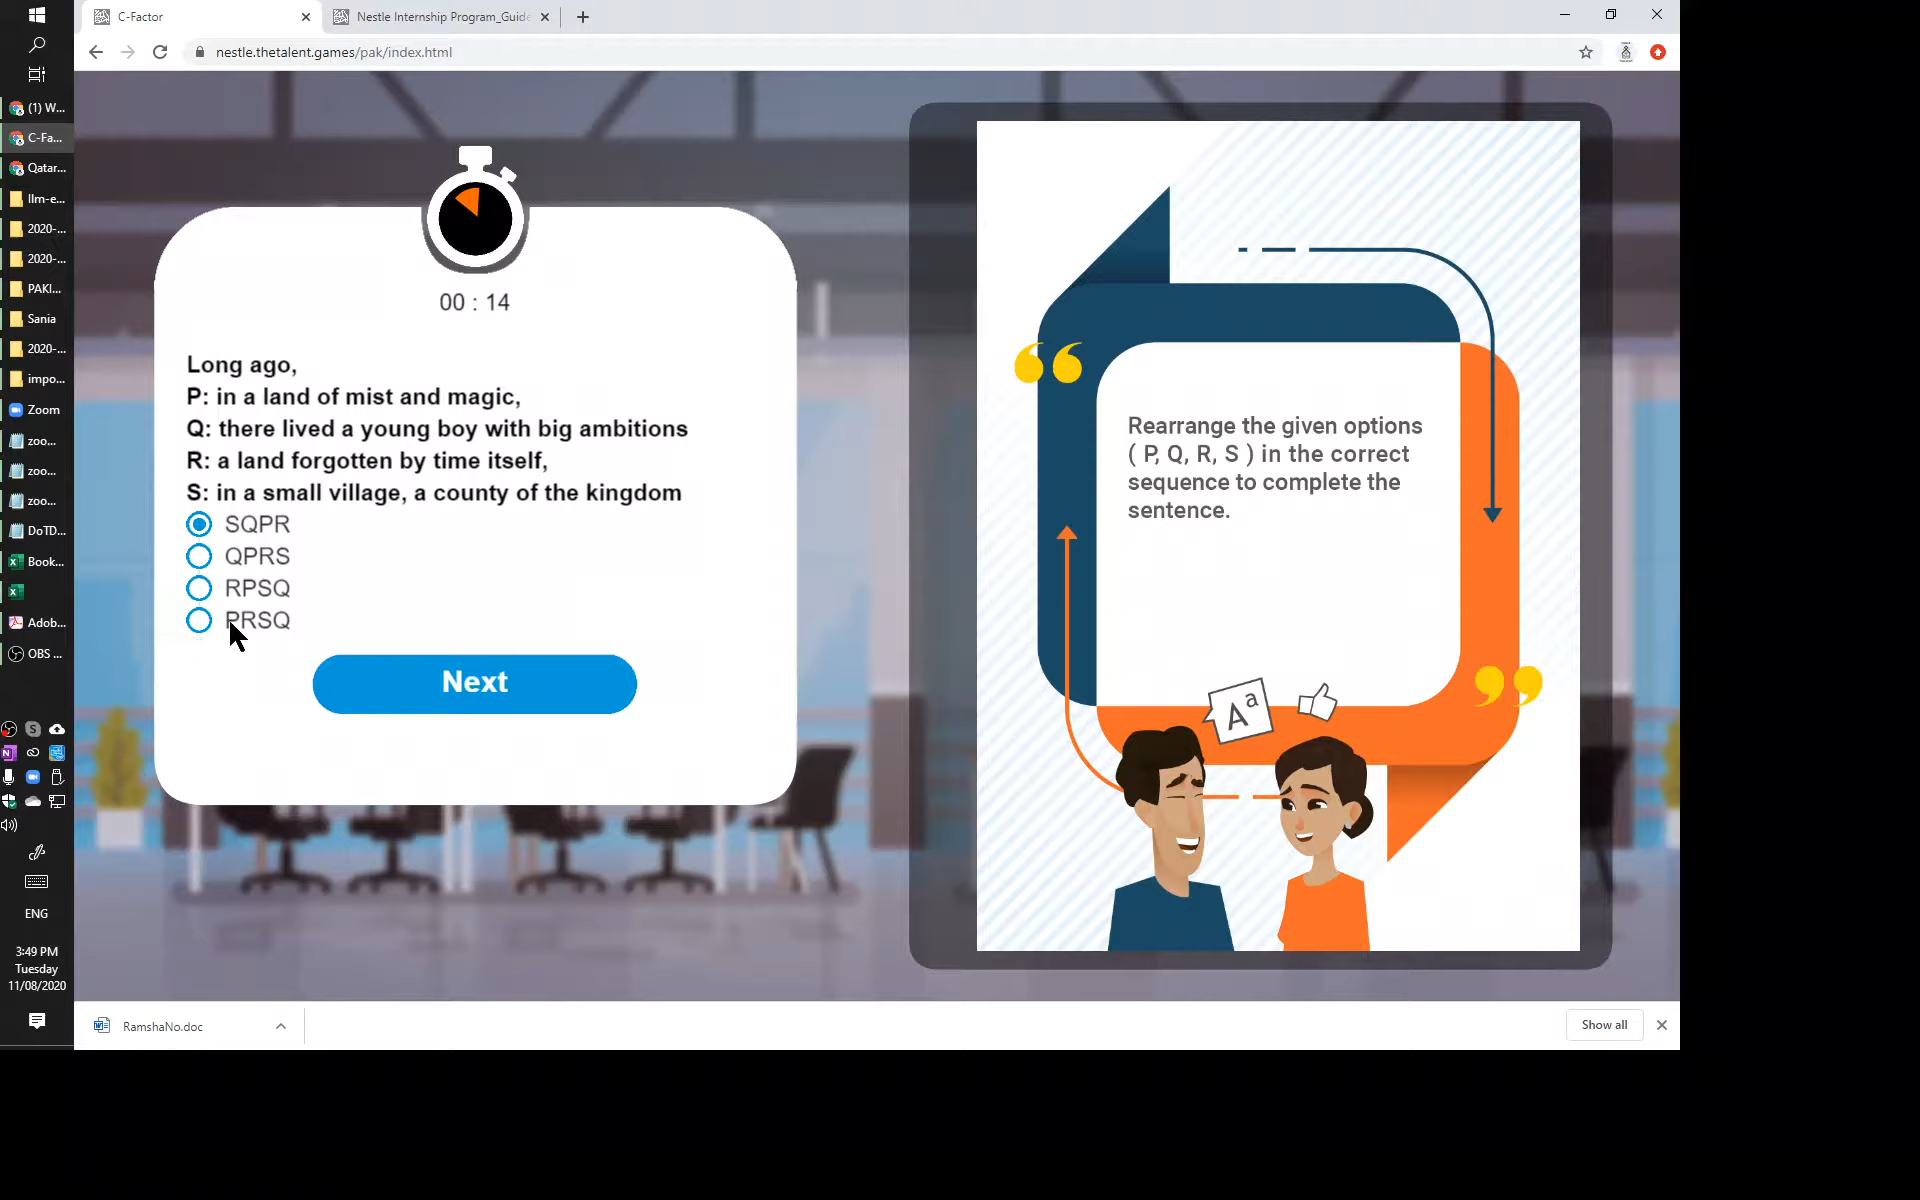 C-Factor
Nestle Internship Program_Guide
nestle.thetalent.games/pak/index.html
(1) W...
C-Fa...
Qatar...
llm-e...
2020-...
2020-...
PAKI...
Sania
2020-...
impo...
Zoom
zoo...
zoo...
zoo...
DoTD...
Book...
Adob...
OBS ...
ENG
3:49 PM
Tuesday
11/08/2020
00 : 14
Long ago,
P: in a land of mist and magic,
Q: there lived a young boy with big ambitions
R: a land forgotten by time itself,
S: in a small village, a county of the kingdom
SQPR
QPRS
RPSQ
PRSQ
Next
Rearrange the given options
( P, Q, R, S ) in the correct
sequence to complete the
sentence.
Aa
RamshaNo.doc
Show all